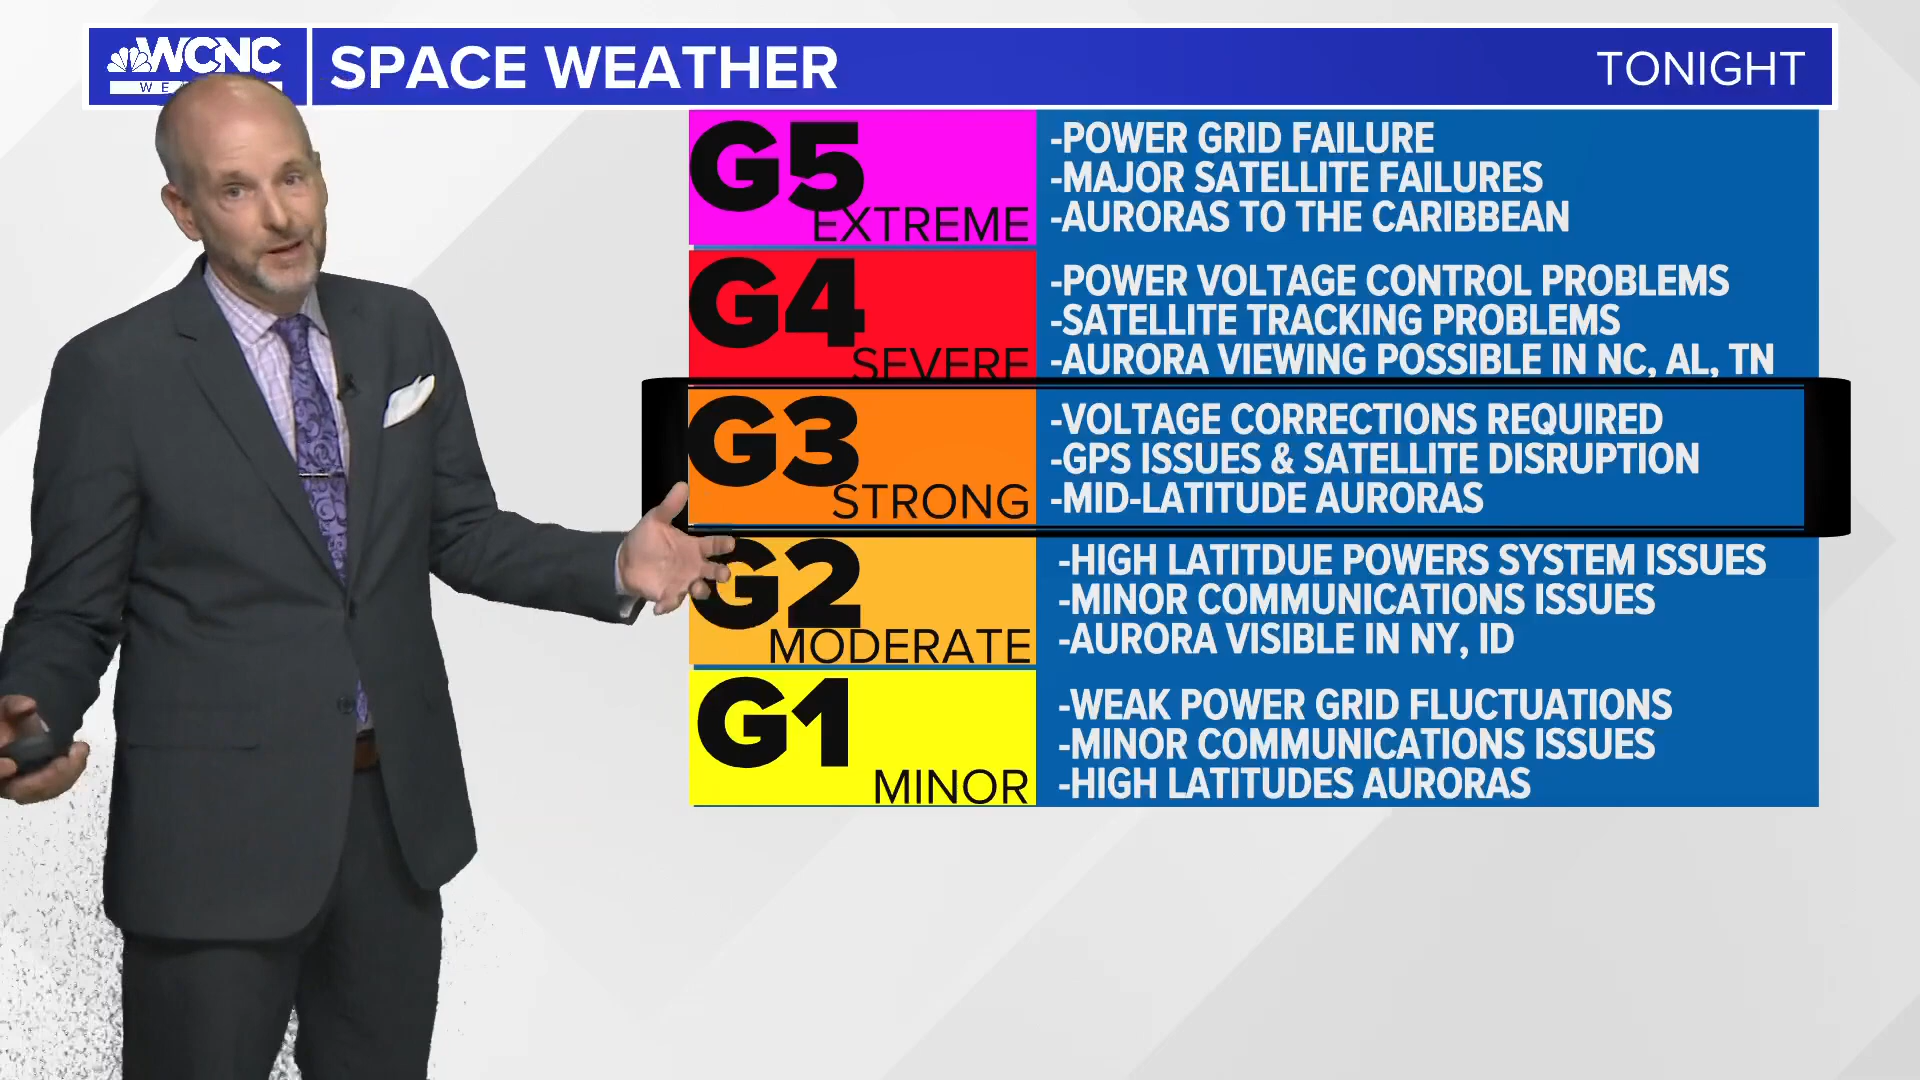 WCNC
SPACE WEATHER
TONIGHT
WEA
G5
EXTREME
-POWER GRID FAILURE
-MAJOR SATELLITE FAILURES
-AURORAS TO THE CARIBBEAN
G4
SEVERE
-POWER VOLTAGE CONTROL PROBLEMS
-SATELLITE TRACKING PROBLEMS
-AURORA VIEWING POSSIBLE IN NC, AL, TN
G3
STRONG
-VOLTAGE CORRECTIONS REQUIRED
-GPS ISSUES & SATELLITE DISRUPTION
-MID-LATITUDE AURORAS
G2
MODERATE
-HIGH LATITDUE POWERS SYSTEM ISSUES
-MINOR COMMUNICATIONS ISSUES
-AURORA VISIBLE IN NY, ID
G1
MINOR
-WEAK POWER GRID FLUCTUATIONS
-MINOR COMMUNICATIONS ISSUES
-HIGH LATITUDES AURORAS